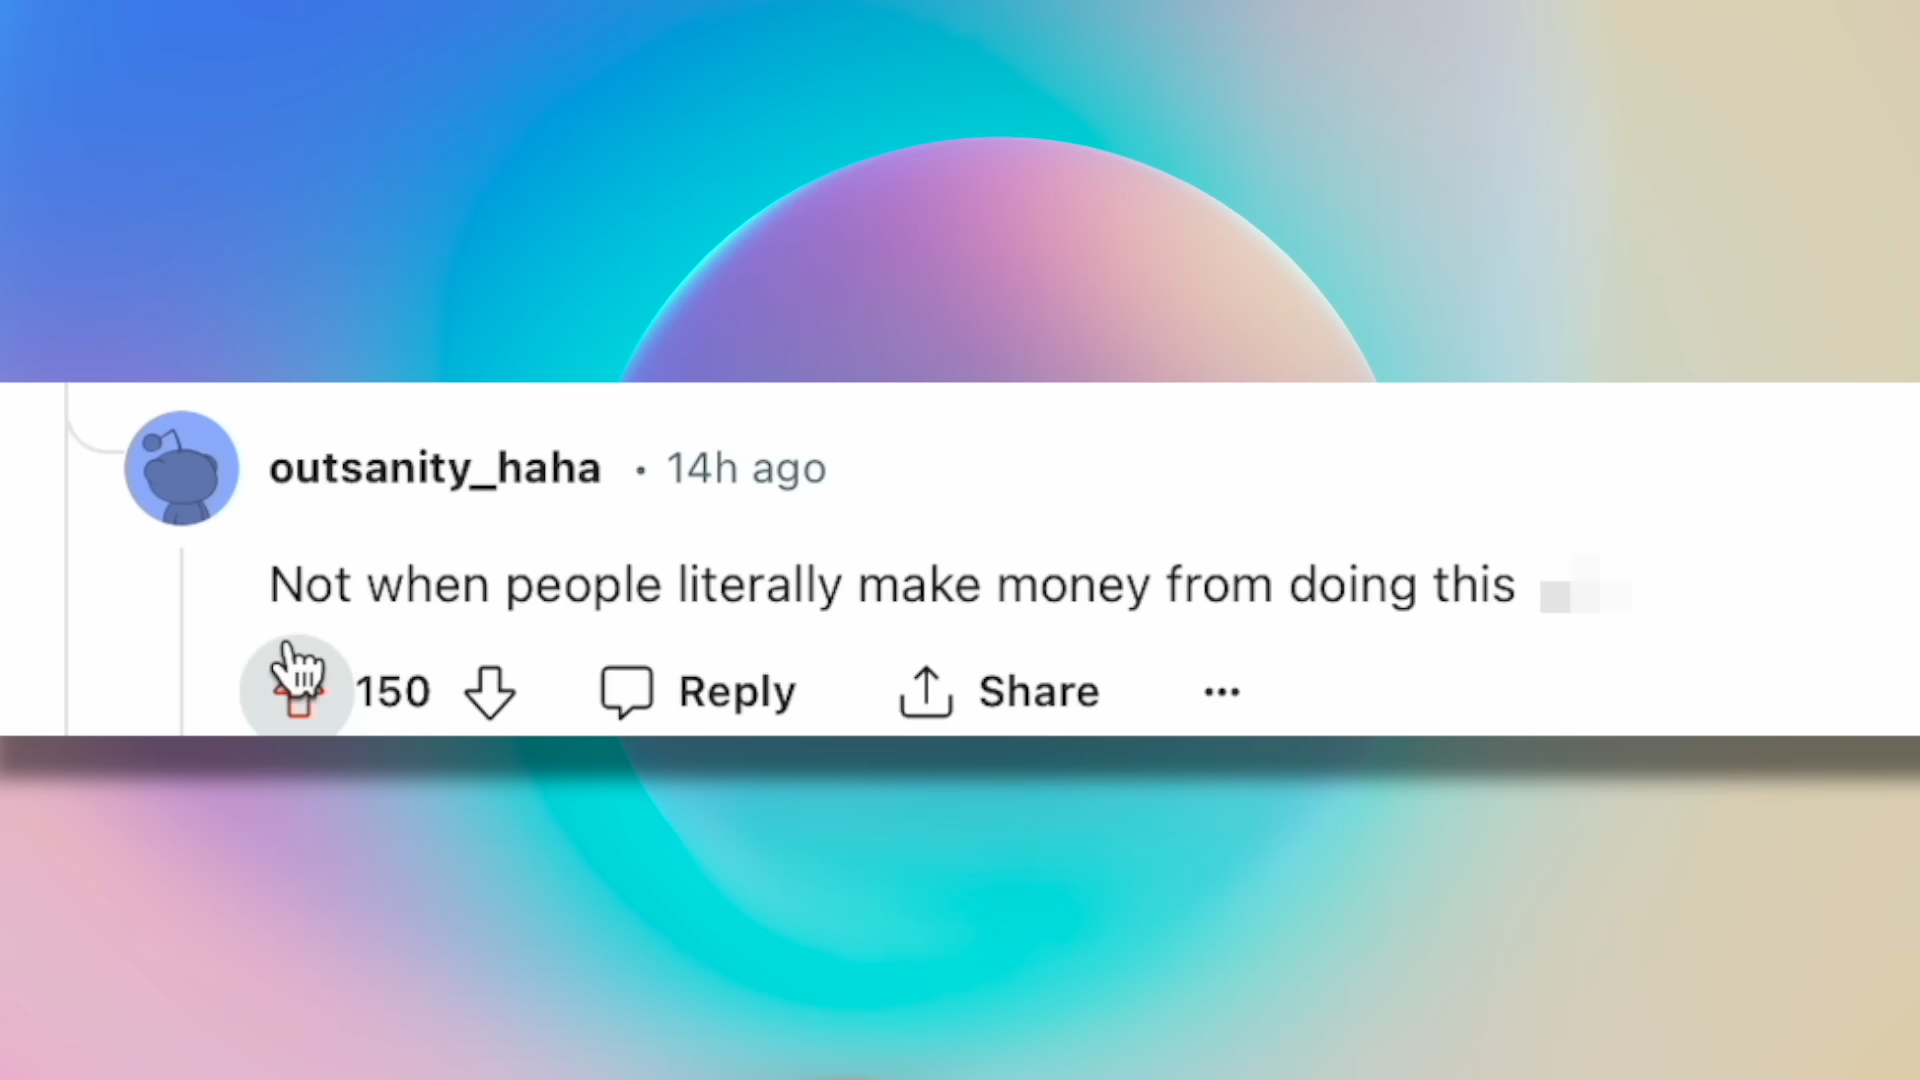 outsanity_haha • 14h ago
Not when people literally make money from doing this
150 Reply Share ...